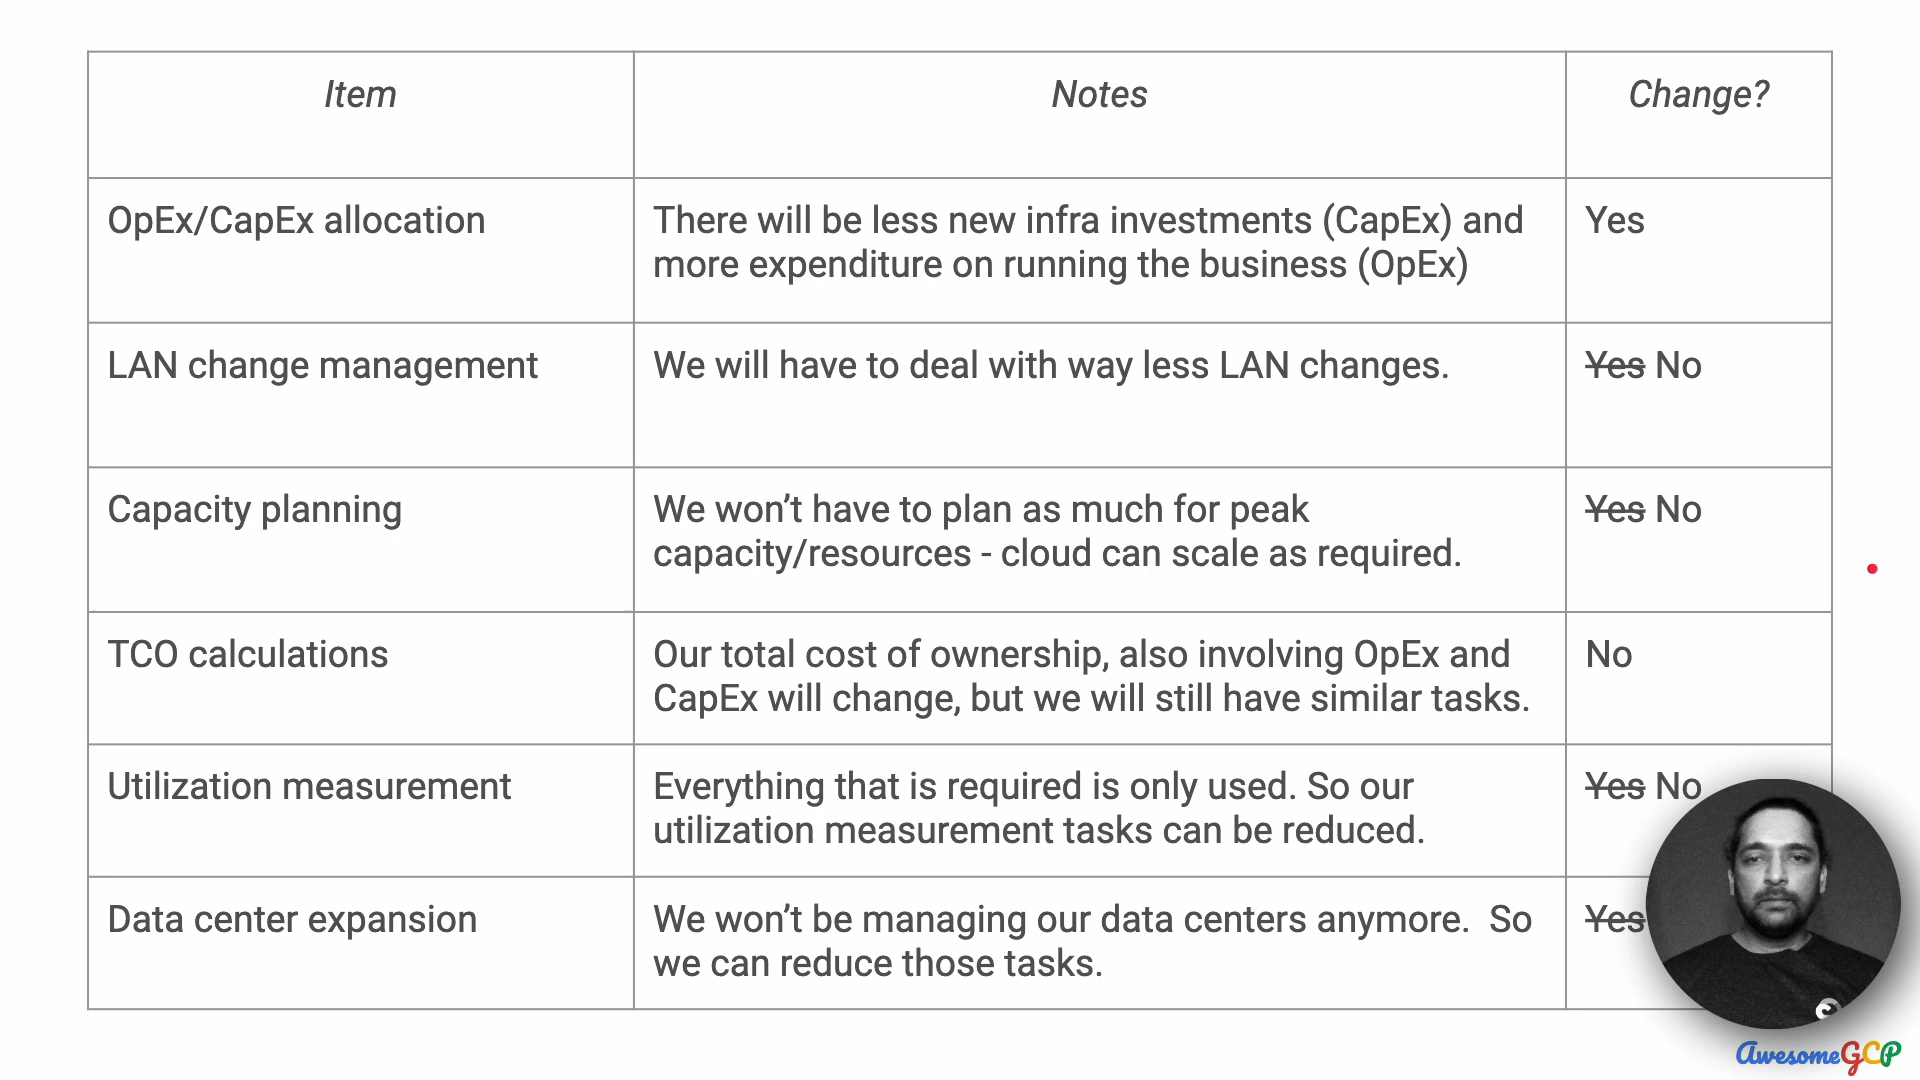 Item Notes Change?
OpEx/CapEx allocation
There will be less new infra investments (CapEx) and
more expenditure on running the business (OpEx)
Yes
LAN change management
We will have to deal with way less LAN changes.
Yes No
Capacity planning
We won't have to plan as much for peak
capacity/resources - cloud can scale as required.
Yes No
TCO calculations
Our total cost of ownership, also involving OpEx and
CapEx will change, but we will still have similar tasks.
No
Utilization measurement
Everything that is required is only used. So our
utilization measurement tasks can be reduced.
Yes No
Data center expansion
We won't be managing our data centers anymore.  So
we can reduce those tasks.
Yes
AwesomeGCP